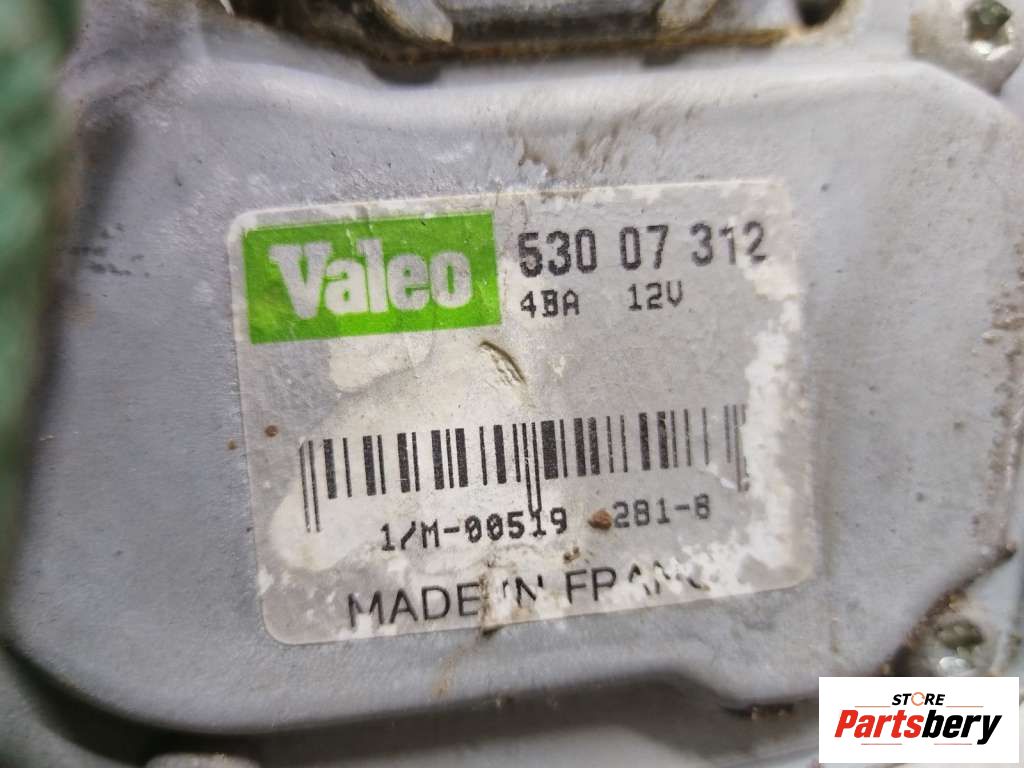 Valeo 530 07 312
4BA 12V
1/M-00519 281-8
MADE IN FRANC
STORE
Partsbery